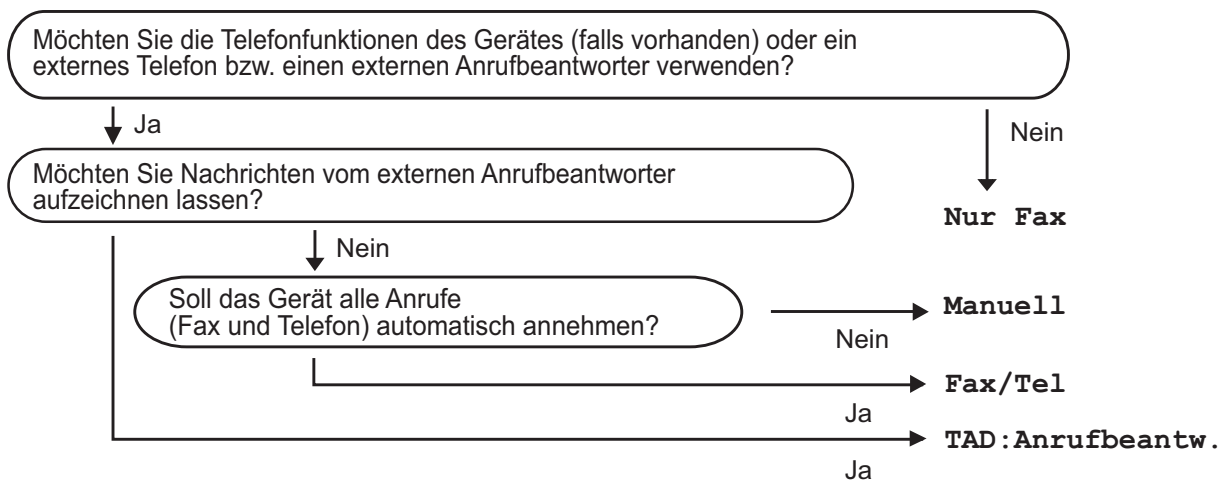 Möchten Sie die Telefonfunktionen des Gerätes (falls vorhanden) oder ein
externes Telefon bzw. einen externen Anrufbeantworter verwenden?
Ja
Nein
Möchten Sie Nachrichten vom externen Anrufbeantworter
aufzeichnen lassen?
Nur Fax
Nein
Soll das Gerät alle Anrufe
(Fax und Telefon) automatisch annehmen?
Manuell
Nein
Fax/Tel
Ja
TAD:Anrufbeantw.
Ja